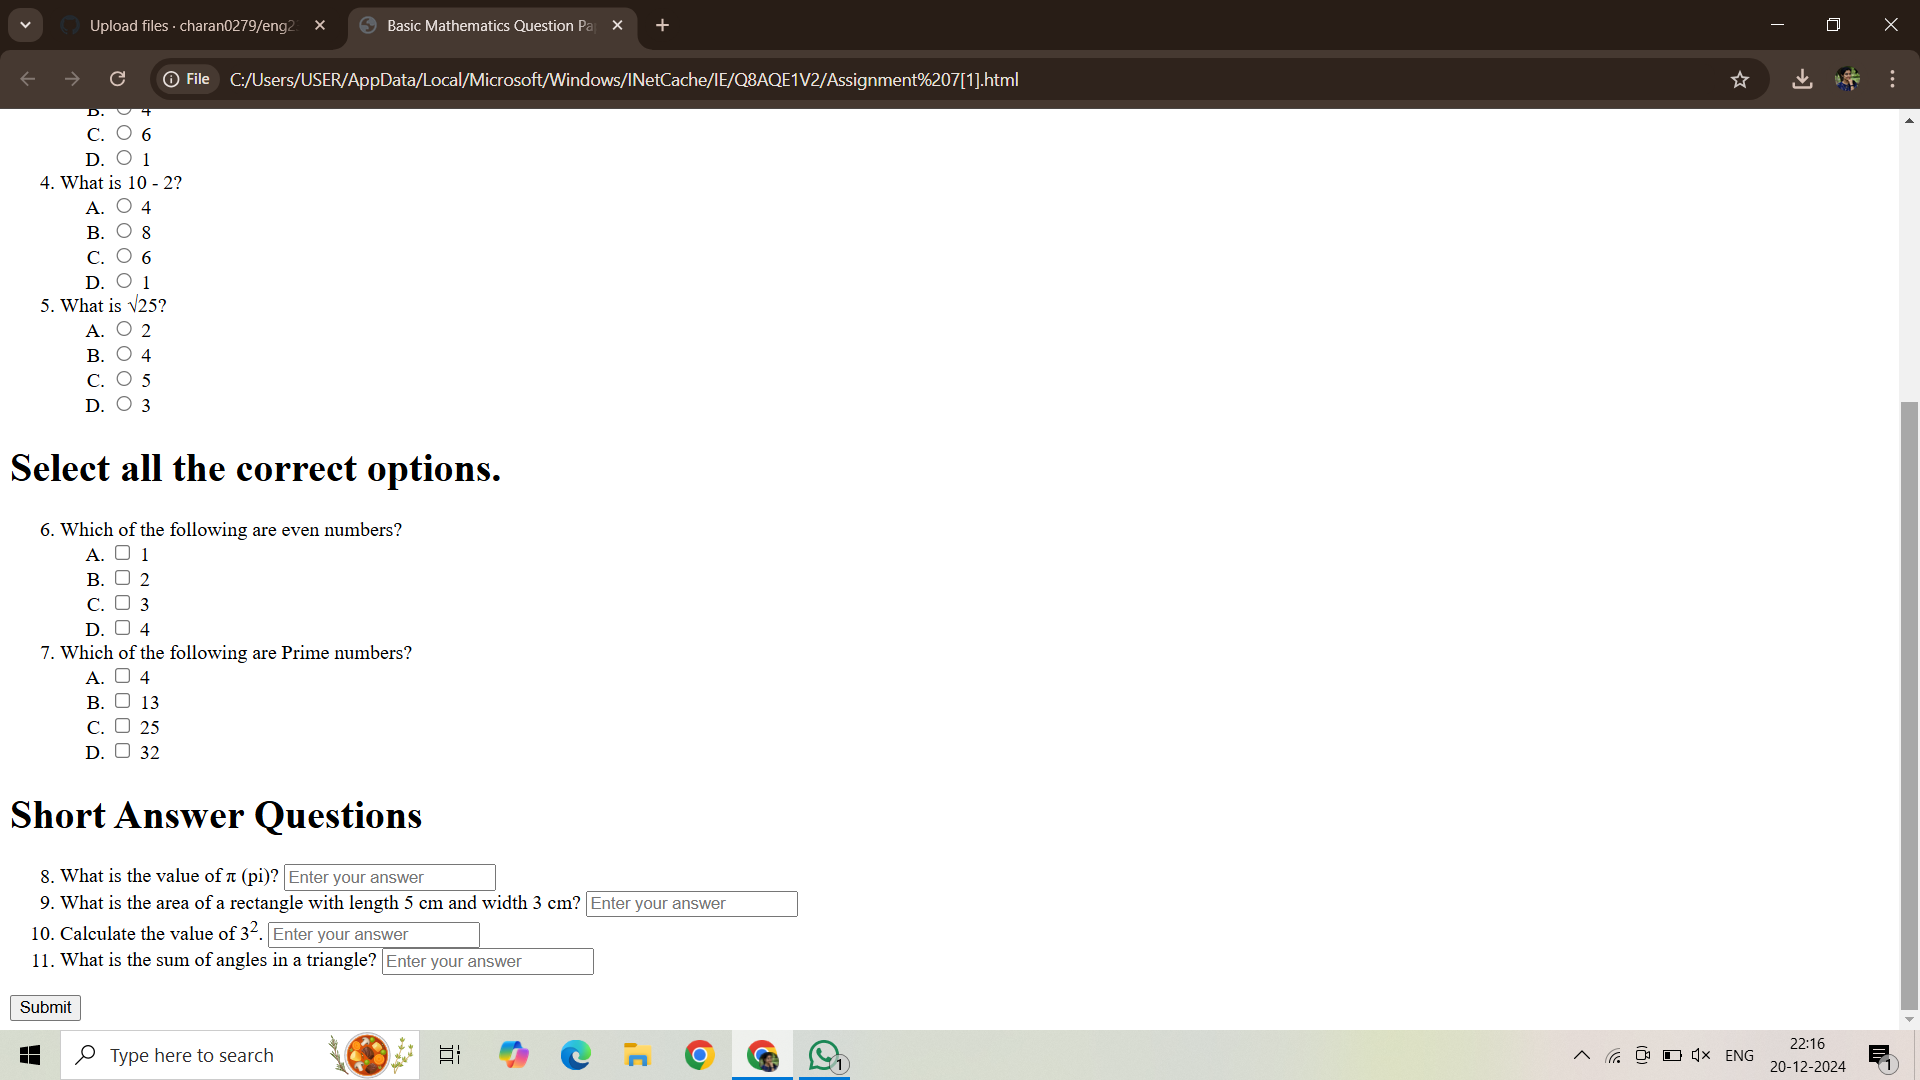 Upload files · charan0279/eng2
Basic Mathematics Question Pa
File C:/Users/USER/AppData/Local/Microsoft/Windows/INetCache/IE/Q8AQE1V2/Assignment%207[1].html
B. 4
C. 6
D. 1
4. What is 10 - 2?
A. 4
B. 8
C. 6
D. 1
5. What is √25?
A. 2
B. 4
C. 5
D. 3
Select all the correct options.
6. Which of the following are even numbers?
A. 1
B. 2
C. 3
D. 4
7. Which of the following are Prime numbers?
A. 4
B. 13
C. 25
D. 32
Short Answer Questions
8. What is the value of π (pi)? Enter your answer
9. What is the area of a rectangle with length 5 cm and width 3 cm? Enter your answer
10. Calculate the value of 3². Enter your answer
11. What is the sum of angles in a triangle? Enter your answer
Submit
Type here to search
1
ENG
22:16
20-12-2024
1